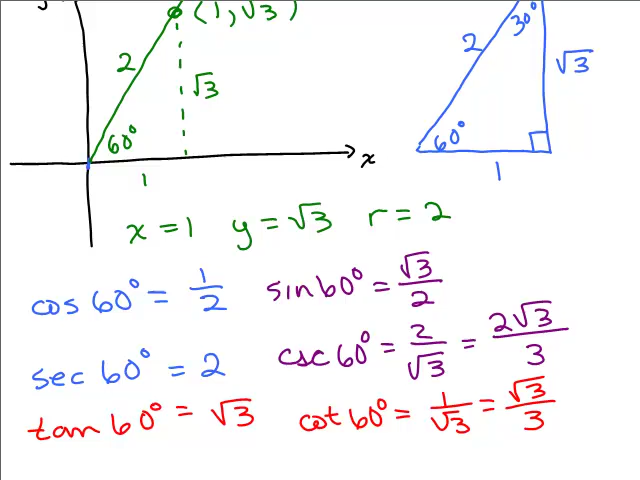 y
(1, √3)
2
√3
60°
1
x
30°
2
√3
60°
1
x = 1 y = √3 r = 2
cos 60° = 1/2 sin 60° = √3/2
sec 60° = 2 csc 60° = 2/√3 = 2√3/3
tan 60° = √3 cot 60° = 1/√3 = √3/3